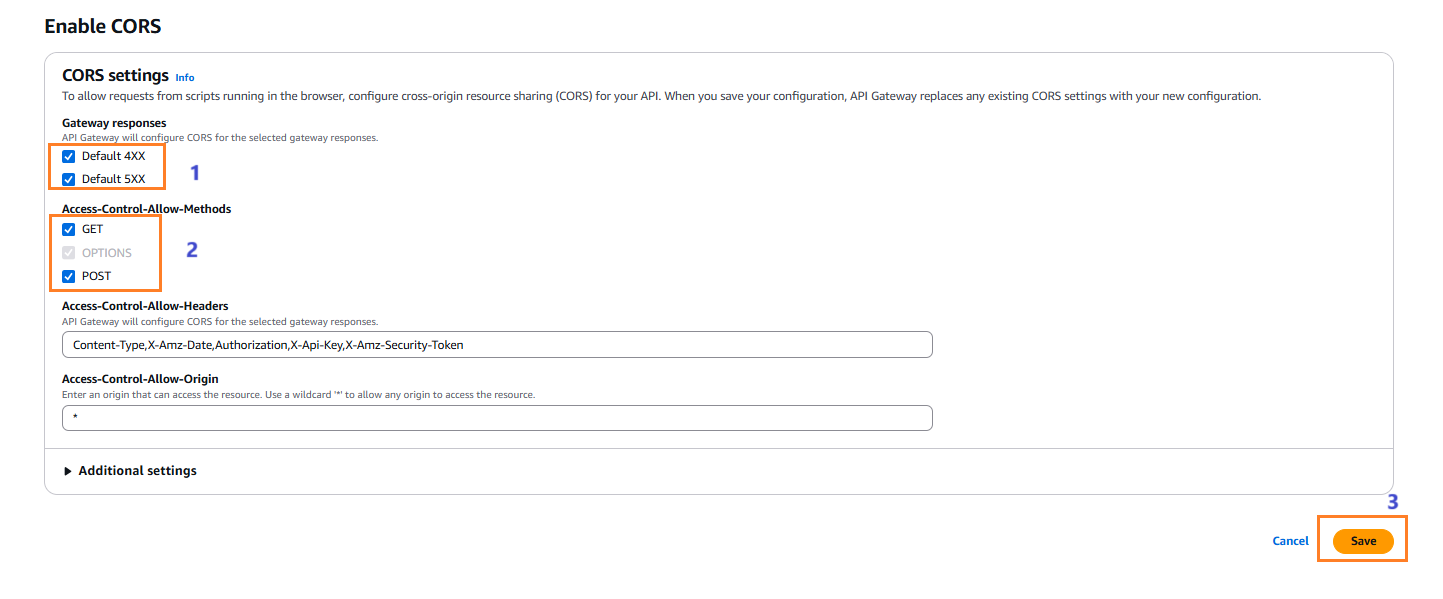 Enable CORS
CORS settings Info
To allow requests from scripts running in the browser, configure cross-origin resource sharing (CORS) for your API. When you save your configuration, API Gateway replaces any existing CORS settings with your new configuration.
Gateway responses
API Gateway will configure CORS for the selected gateway responses.
Default 4XX
1
Default 5XX
Access-Control-Allow-Methods
GET
2
OPTIONS
POST
Access-Control-Allow-Headers
API Gateway will configure CORS for the selected gateway responses.
Content-Type,X-Amz-Date,Authorization,X-Api-Key,X-Amz-Security-Token
Access-Control-Allow-Origin
Enter an origin that can access the resource. Use a wildcard '*' to allow any origin to access the resource.
*
Additional settings
3
Cancel Save